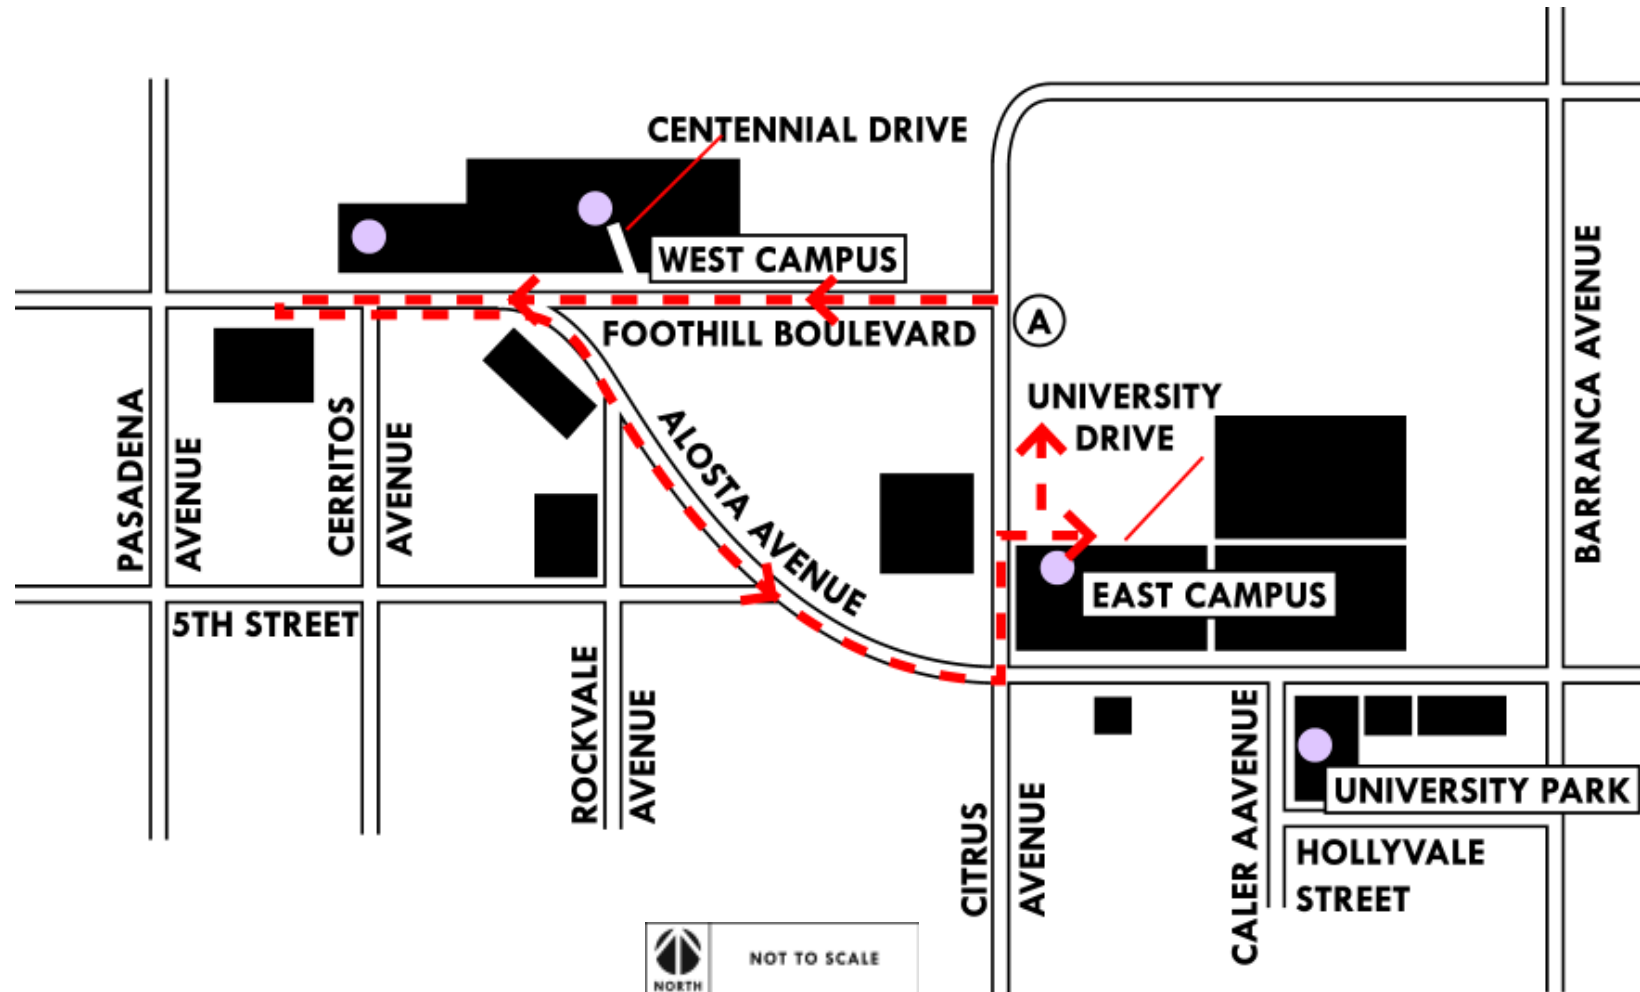 CENTENNIAL DRIVE
WEST CAMPUS
FOOTHILL BOULEVARD
A
UNIVERSITY
DRIVE
PASADENA
AVENUE
CERRITOS
AVENUE
ALOSTA AVENUE
BARRANCA AVENUE
EAST CAMPUS
5TH STREET
ROCKVALE
AVENUE
CITRUS
AVENUE
CALER AAVENUE
UNIVERSITY PARK
HOLLYVALE
STREET
NORTH
NOT TO SCALE